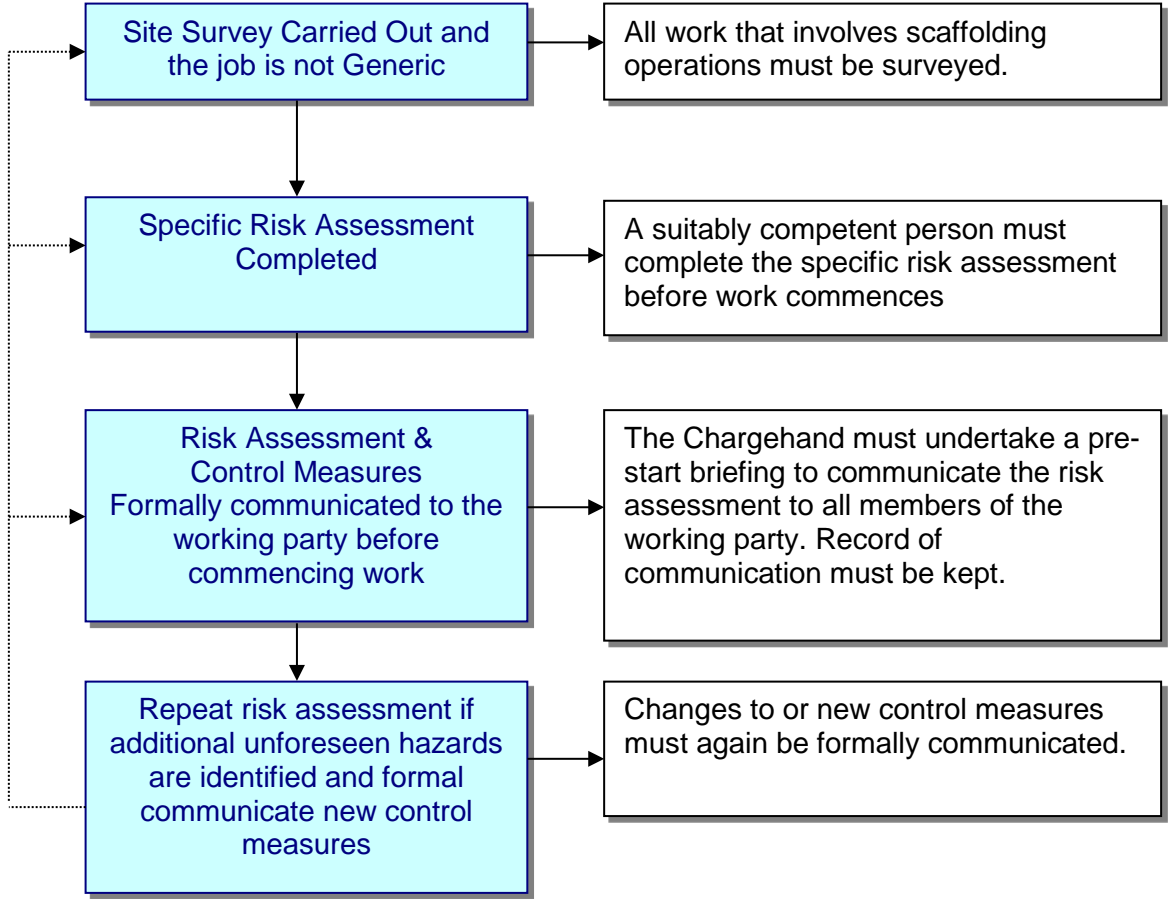 Site Survey Carried Out and
the job is not Generic
All work that involves scaffolding
operations must be surveyed.
Specific Risk Assessment
Completed
A suitably competent person must
complete the specific risk assessment
before work commences
Risk Assessment &
Control Measures
Formally communicated to the
working party before
commencing work
The Chargehand must undertake a pre-
start briefing to communicate the risk
assessment to all members of the
working party. Record of
communication must be kept.
Repeat risk assessment if
additional unforeseen hazards
are identified and formal
communicate new control
measures
Changes to or new control measures
must again be formally communicated.